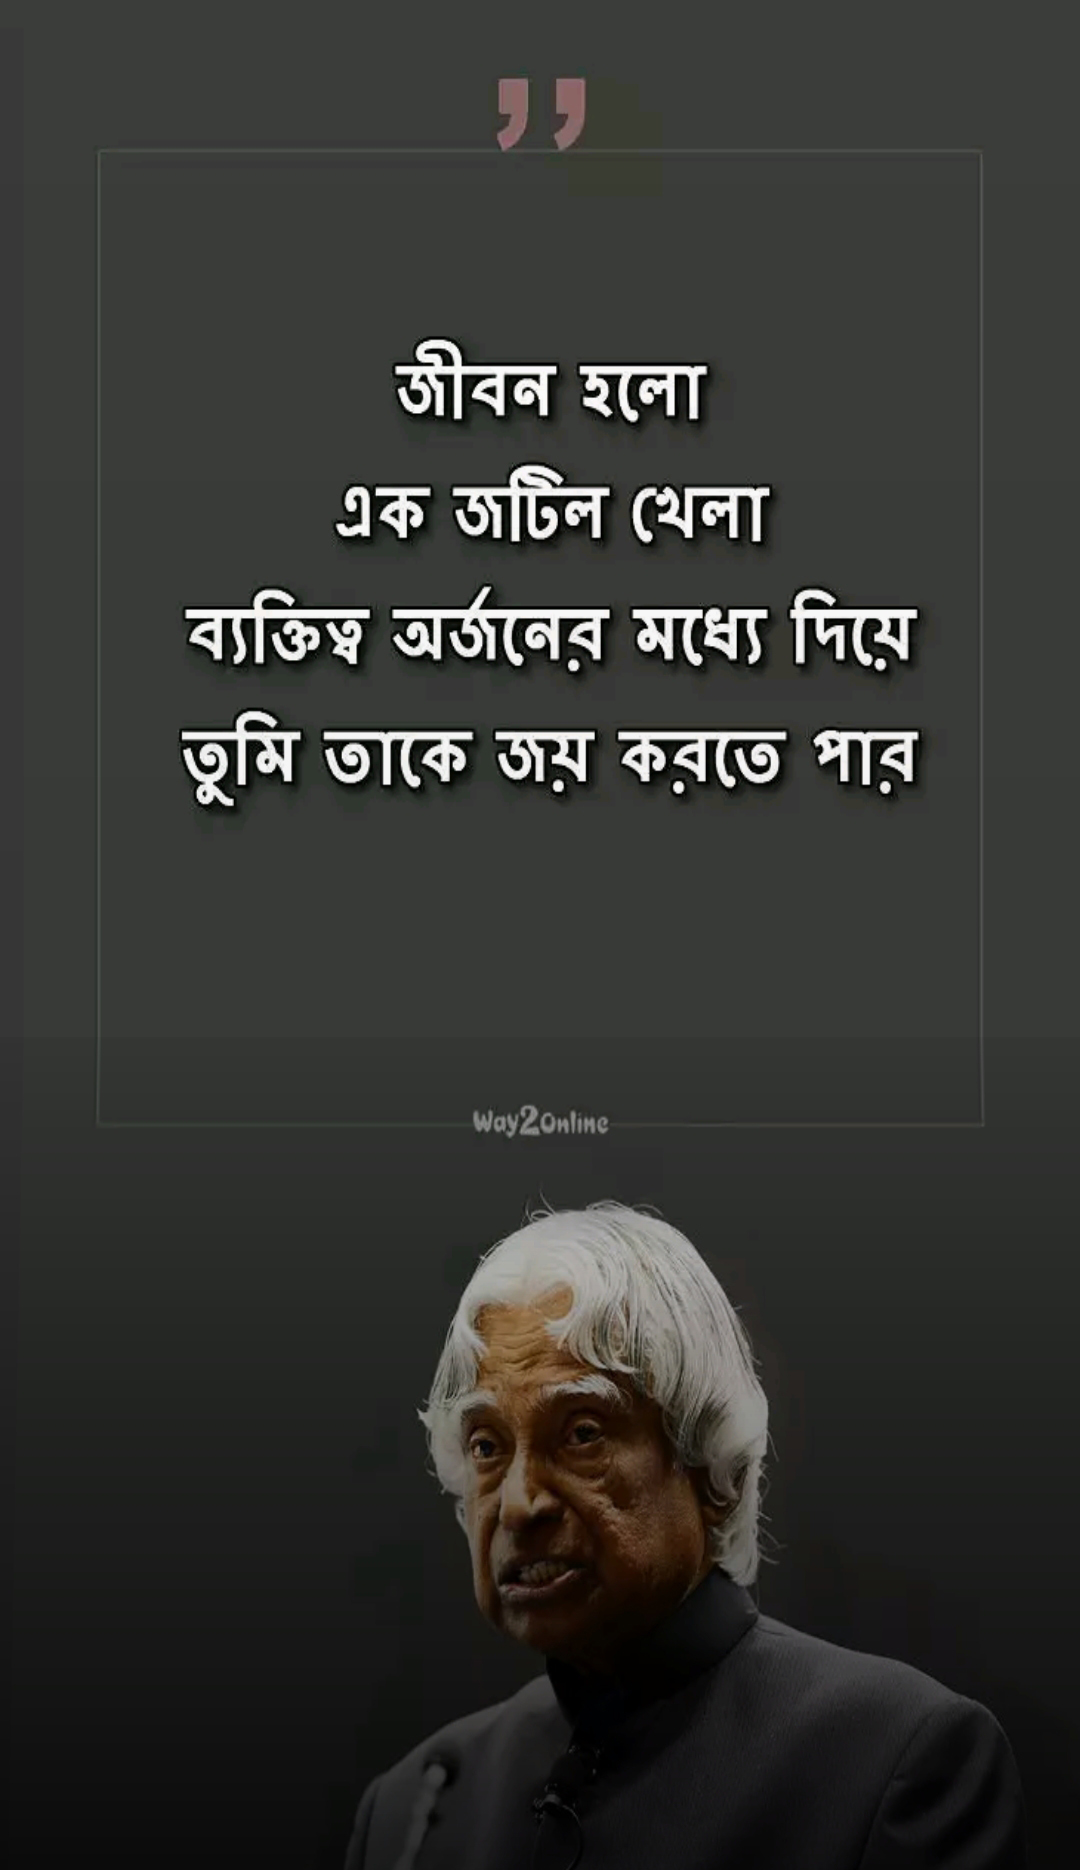 ”
জীবন হলো
এক জটিল খেলা
ব্যক্তিত্ব অর্জনের মধ্যে দিয়ে
তুমি তাকে জয় করতে পার
Way2Online